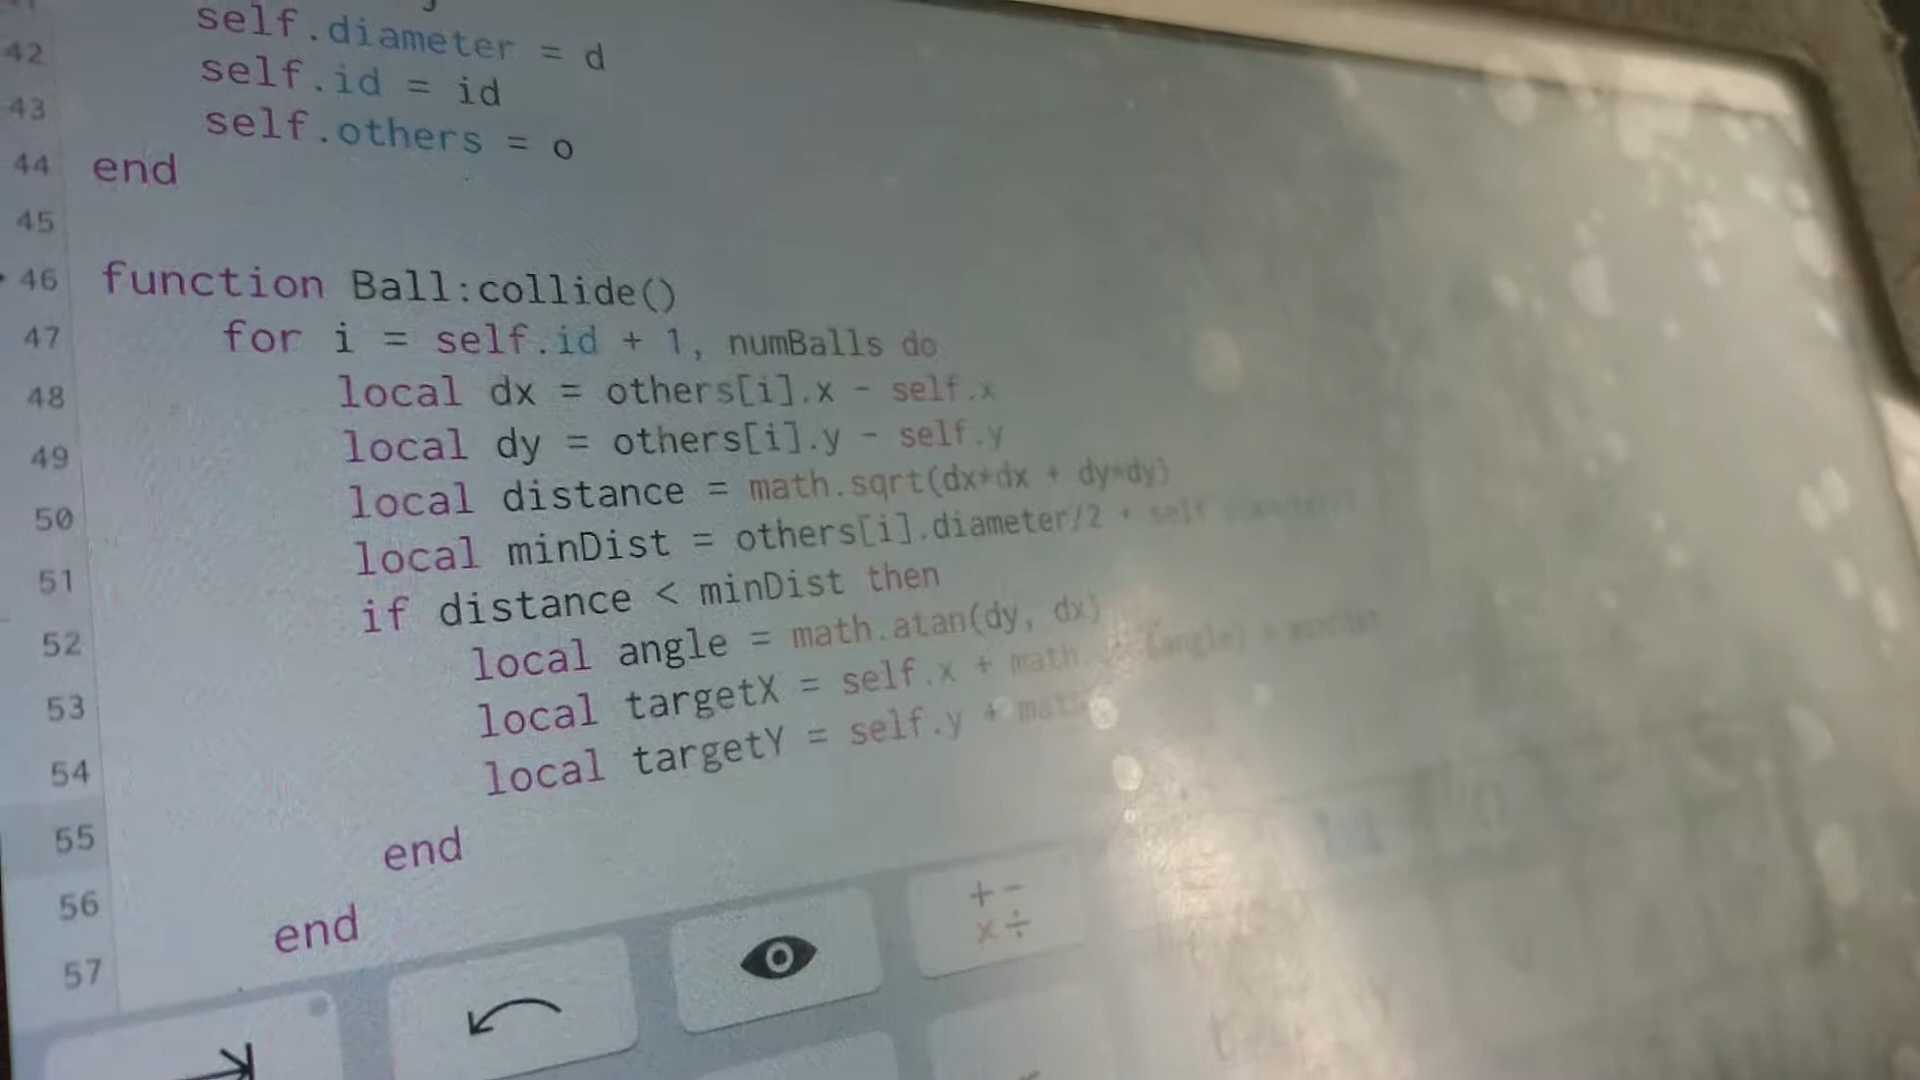 42 self.diameter = d
43 self.id = id
44 self.others = o
end
45
46 function Ball:collide()
47 for i = self.id + 1, numBalls do
48 local dx = others[i].x - self.x
49 local dy = others[i].y - self.y
50 local distance = math.sqrt(dx*dx + dy*dy)
51 local minDist = others[i].diameter/2 + self
52 if distance < minDist then
53 local angle = math.atan(dy, dx)
54 local targetX = self.x + math. (angle)
local targetY = self.y +
55 end
56 end
57
+ -
x ÷